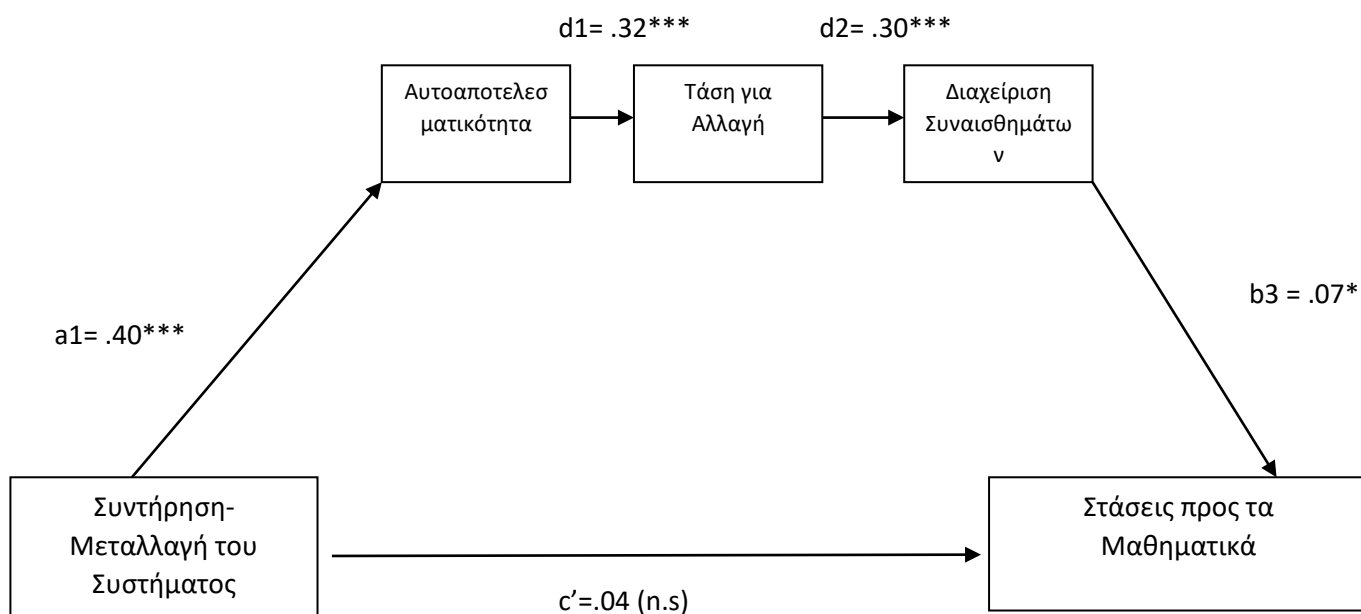 d1= .32***
d2= .30***
Αυτοαποτελεσ
ματικότητα
Τάση για
Αλλαγή
Διαχείριση
Συναισθημάτω
ν
a1= .40***
b3 = .07*
Συντήρηση-
Μεταλλαγή του
Συστήματος
Στάσεις προς τα
Μαθηματικά
c’=.04 (n.s)